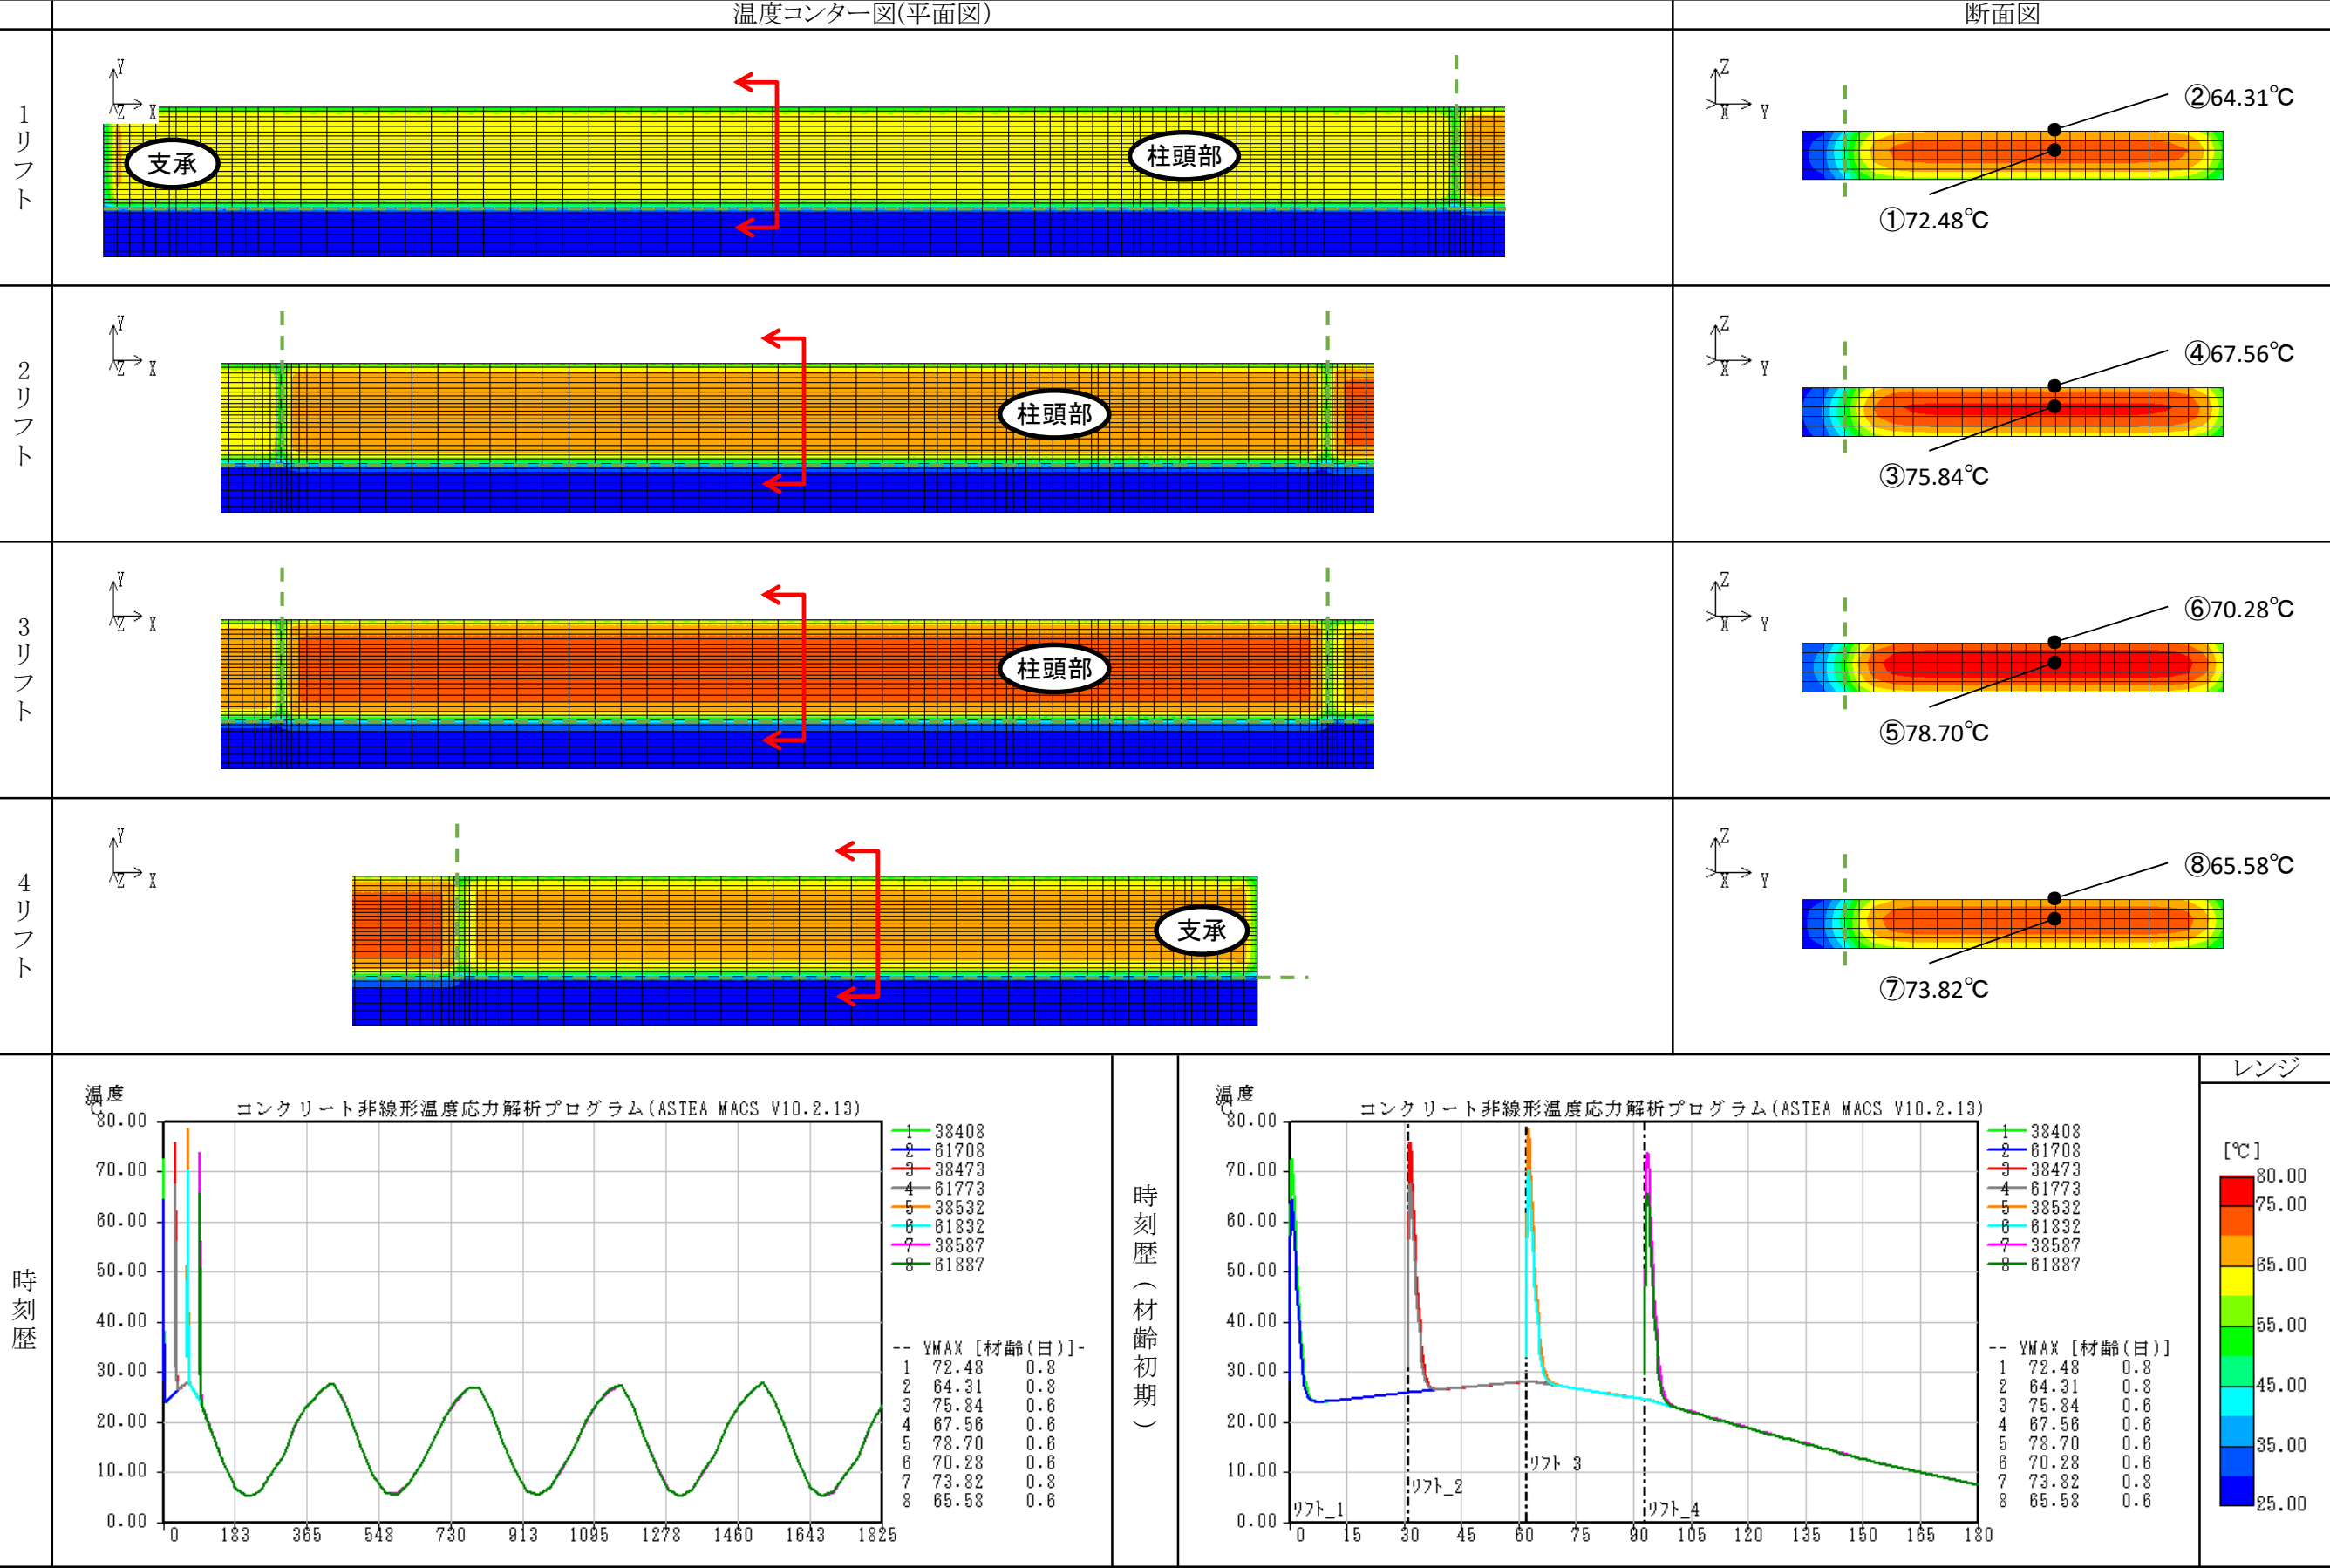 温度コンター図(平面図)
断面図
1リフト
Y
Z X
支承
柱頭部
Z
X Y
②64.31℃
①72.48℃
2リフト
Y
Z X
柱頭部
Z
X Y
④67.56℃
③75.84℃
3リフト
Y
Z X
柱頭部
Z
X Y
⑥70.28℃
⑤78.70℃
4リフト
Y
Z X
支承
Z
X Y
⑧65.58℃
⑦73.82℃
時刻歴
温度
℃
コンクリート非線形温度応力解析プログラム(ASTEA MACS V10.2.13)
80.00
70.00
60.00
50.00
40.00
30.00
20.00
10.00
0.00
0 183 365 548 730 913 1095 1278 1460 1643 1825
1 38408
2 61708
3 38473
4 61773
5 38532
6 61832
7 38587
8 61887
-- YMAX [材齢(日)]-
1 72.48 0.8
2 64.31 0.8
3 75.84 0.6
4 67.56 0.6
5 78.70 0.6
6 70.28 0.6
7 73.82 0.8
8 65.58 0.6
時刻歴(材齢初期)
温度
℃
コンクリート非線形温度応力解析プログラム(ASTEA MACS V10.2.13)
80.00
70.00
60.00
50.00
40.00
30.00
20.00
10.00
0.00
リフト_1
リフト_2
リフト_3
リフト_4
0 15 30 45 60 75 90 105 120 135 150 165 180
1 38408
2 61708
3 38473
4 61773
5 38532
6 61832
7 38587
8 61887
-- YMAX [材齢(日)]
1 72.48 0.8
2 64.31 0.8
3 75.84 0.6
4 67.56 0.6
5 78.70 0.6
6 70.28 0.6
7 73.82 0.8
8 65.58 0.6
レンジ
[℃]
80.00
75.00
65.00
55.00
45.00
35.00
25.00